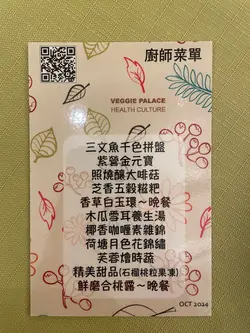 廚師菜單
VEGGIE PALACE
HEALTH CULTURE
三文魚千色拼盤
紫薯金元寶
照燒釀大啡菇
芝香五穀糍粑
香草白玉環～晚餐
木瓜雪耳養生湯
椰香咖喱素雜錦
荷塘月色花錦繡
芙蓉燴時蔬
精美甜品(石榴桃粒果凍)
鮮磨合桃露～晚餐
OCT 2024